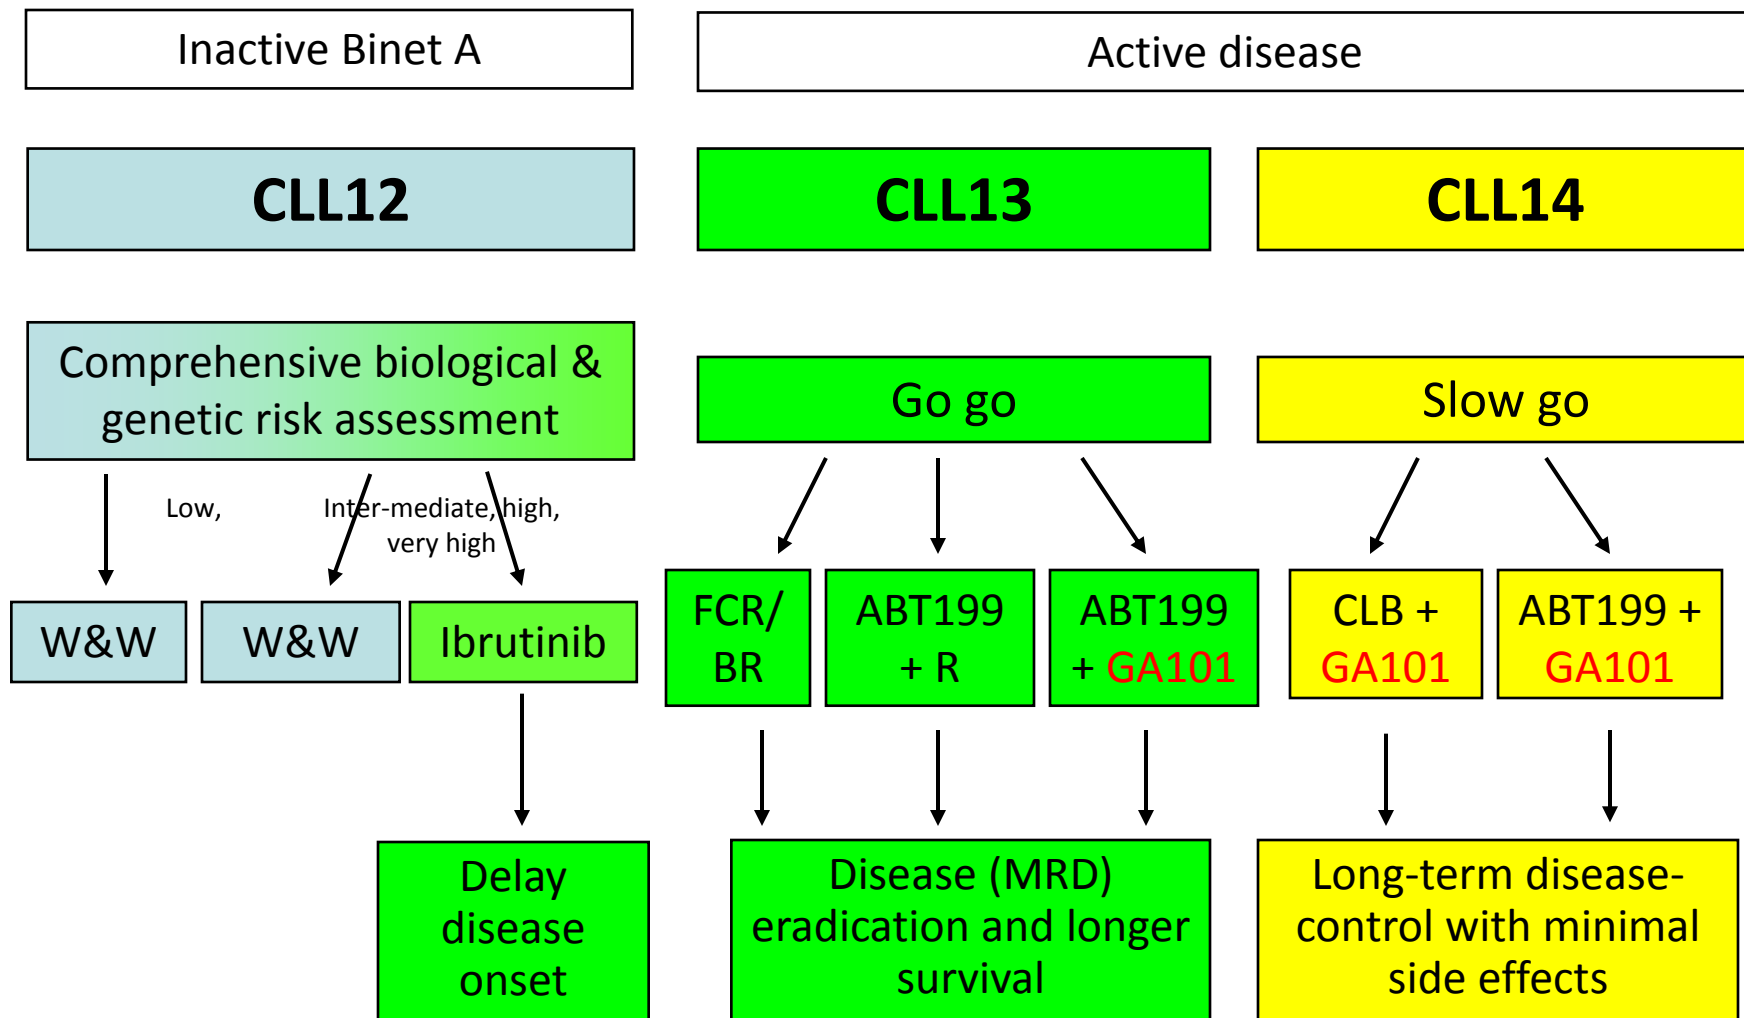 Inactive Binet A
Active disease
CLL12
CLL13
CLL14
Comprehensive biological &
genetic risk assessment
Go go
Slow go
Low,
Inter-mediate, high,
very high
W&W
W&W
Ibrutinib
FCR/
BR
ABT199
+ R
ABT199
+ GA101
CLB +
GA101
ABT199 +
GA101
Delay
disease
onset
Disease (MRD)
eradication and longer
survival
Long-term disease-
control with minimal
side effects